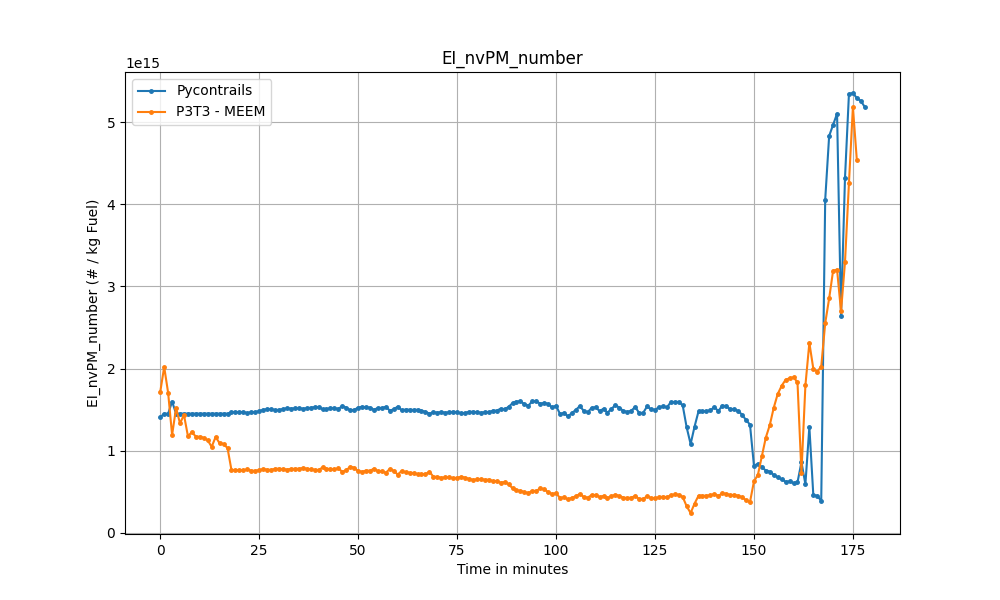 EI_nvPM_number
1e15
Pycontrails
P3T3 - MEEM
EI_nvPM_number (# / kg Fuel)
5
4
3
2
1
0
0 25 50 75 100 125 150 175
Time in minutes